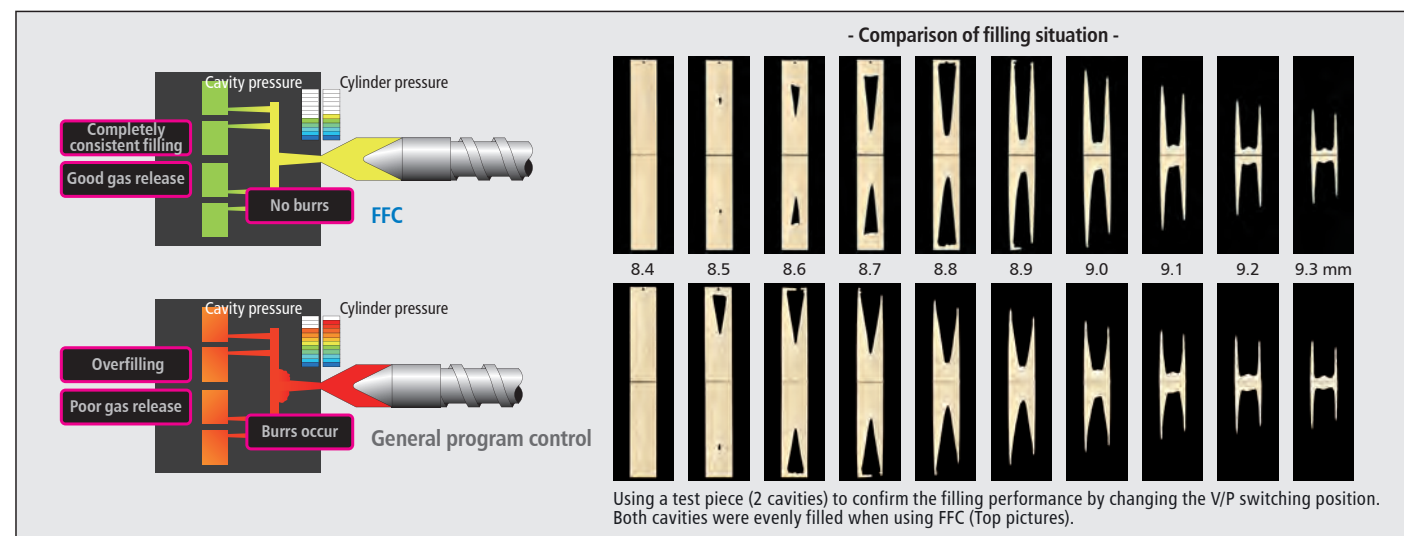 - Comparison of filling situation -
Cavity pressure
Cylinder pressure
Completely
consistent filling
Good gas release
No burrs
FFC
8.4 8.5 8.6 8.7 8.8 8.9 9.0 9.1 9.2 9.3 mm
Cavity pressure
Cylinder pressure
Overfilling
Poor gas release
Burrs occur
General program control
Using a test piece (2 cavities) to confirm the filling performance by changing the V/P switching position.
Both cavities were evenly filled when using FFC (Top pictures).